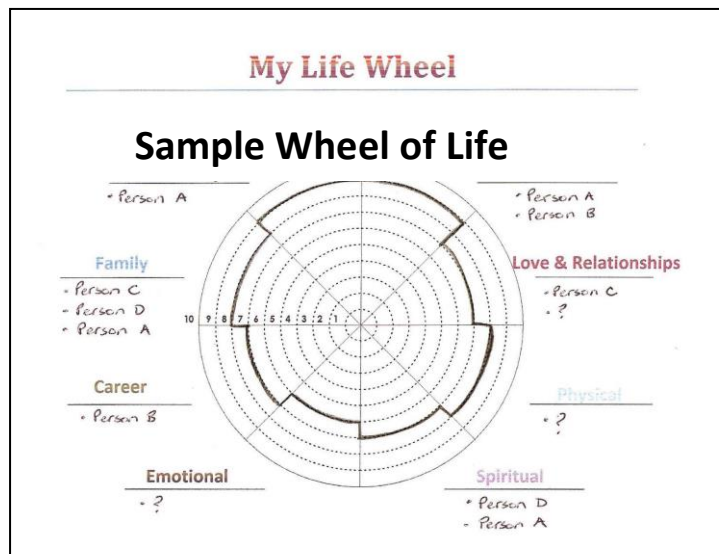 My Life Wheel
Sample Wheel of Life
- Person A
- Person A
- Person B
Family
- Person C
- Person D
- Person A
Love & Relationships
- Person C
- ?
10 9 8 7 6 5 4 3 2 1
Career
- Person B
Physical
- ?
Emotional
- ?
Spiritual
- Person D
- Person A